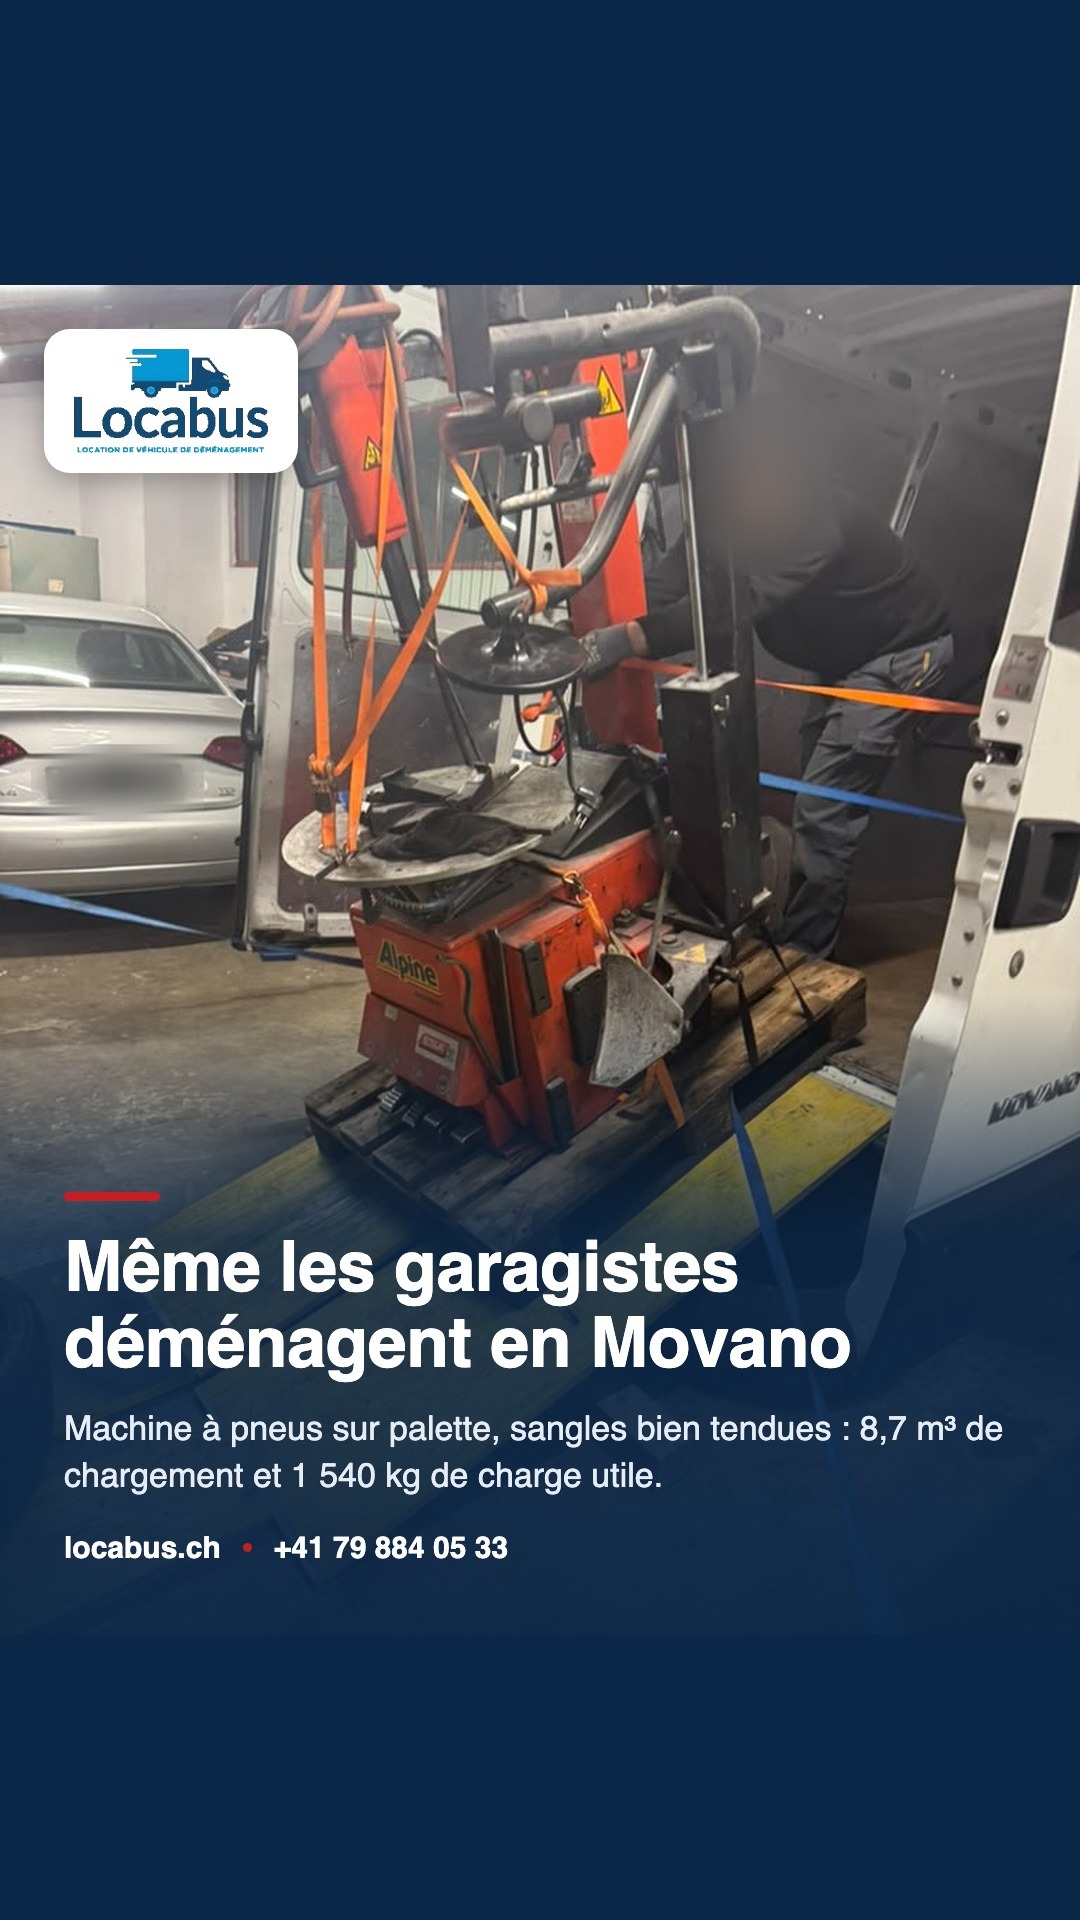 Locabus
LOCATION DE VÉHICULE DE DÉMÉNAGEMENT
Alpine
MOVANO
Même les garagistes
déménagent en Movano
Machine à pneus sur palette, sangles bien tendues : 8,7 m³ de
chargement et 1 540 kg de charge utile.
locabus.ch • +41 79 884 05 33